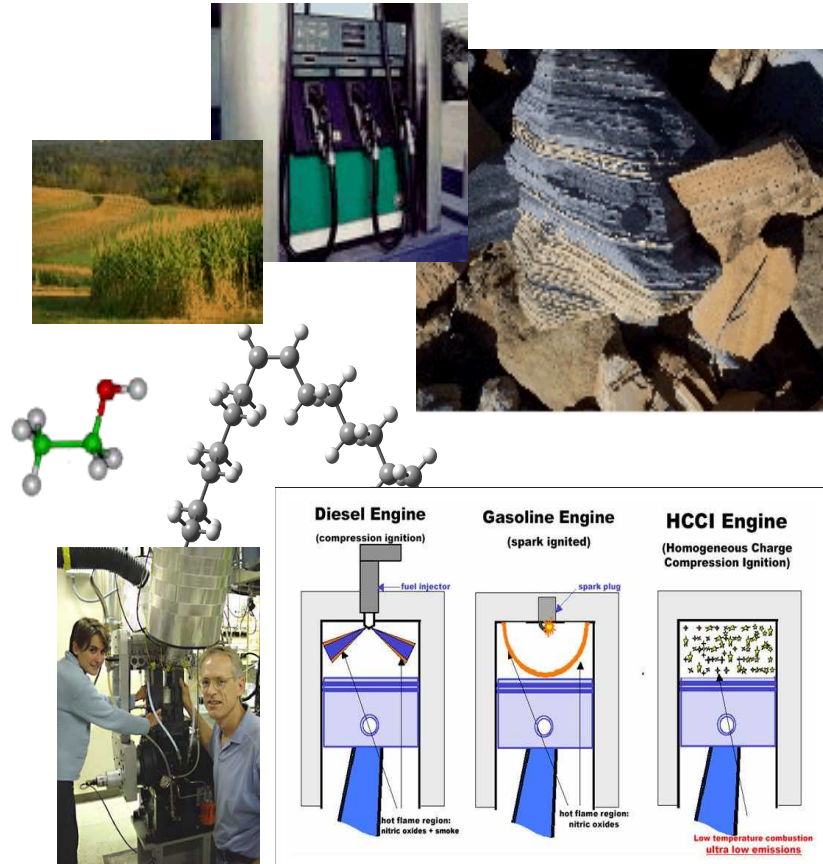 Diesel Engine
(compression ignition)
fuel injector
hot flame region:
nitric oxides + smoke
Gasoline Engine
(spark ignited)
spark plug
hot flame region:
nitric oxides
HCCI Engine
(Homogeneous Charge
Compression Ignition)
Low temperature combustion
ultra low emissions